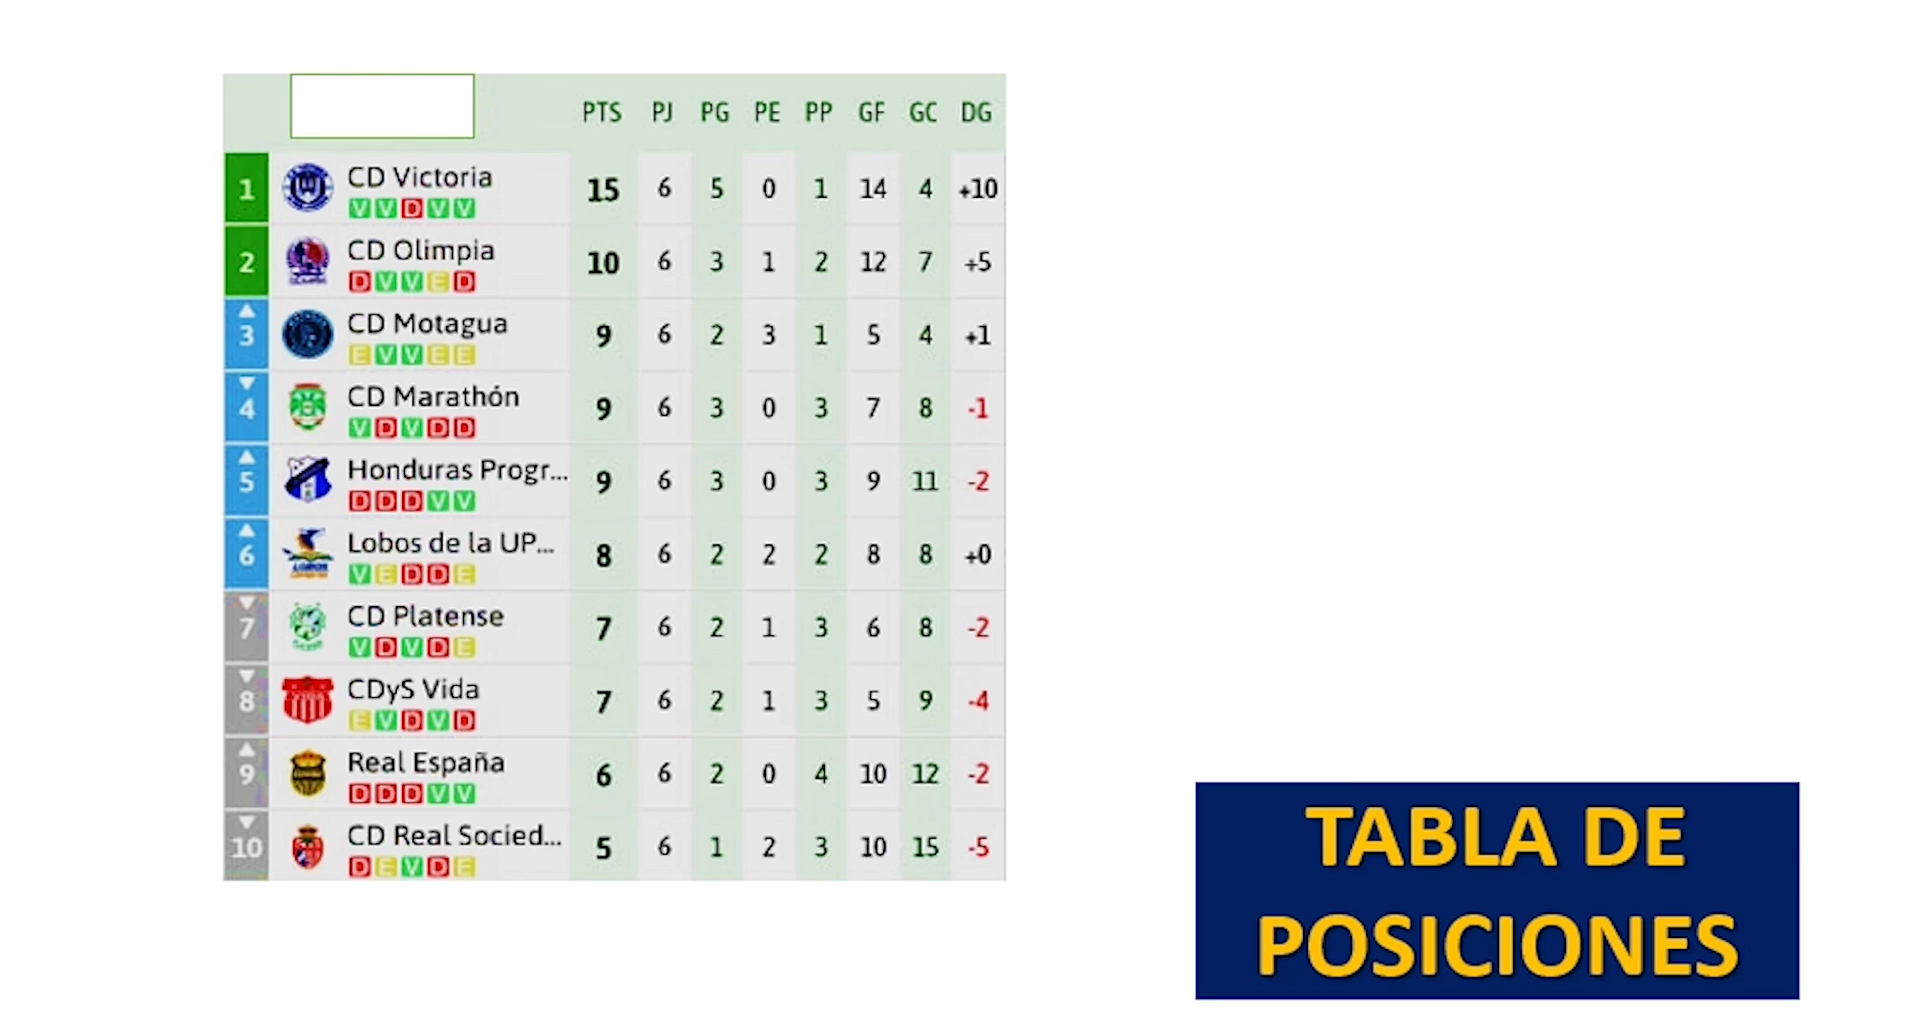 PTS PJ PG PE PP GF GC DG
1 CD Victoria 15 6 5 0 1 14 4 +10
V V D V V
2 CD Olimpia 10 6 3 1 2 12 7 +5
D V V E D
3 CD Motagua 9 6 2 3 1 5 4 +1
E V V E E
4 CD Marathón 9 6 3 0 3 7 8 -1
V D V D D
5 Honduras Progr... 9 6 3 0 3 9 11 -2
D D D V V
6 Lobos de la UP... 8 6 2 2 2 8 8 +0
LOBOS
V E D D E
7 CD Platense 7 6 2 1 3 6 8 -2
V D V D E
8 CDyS Vida 7 6 2 1 3 5 9 -4
E V D V D
9 Real España 6 6 2 0 4 10 12 -2
D D D V V
10 CD Real Socied... 5 6 1 2 3 10 15 -5
D E V D E
TABLA DE
POSICIONES